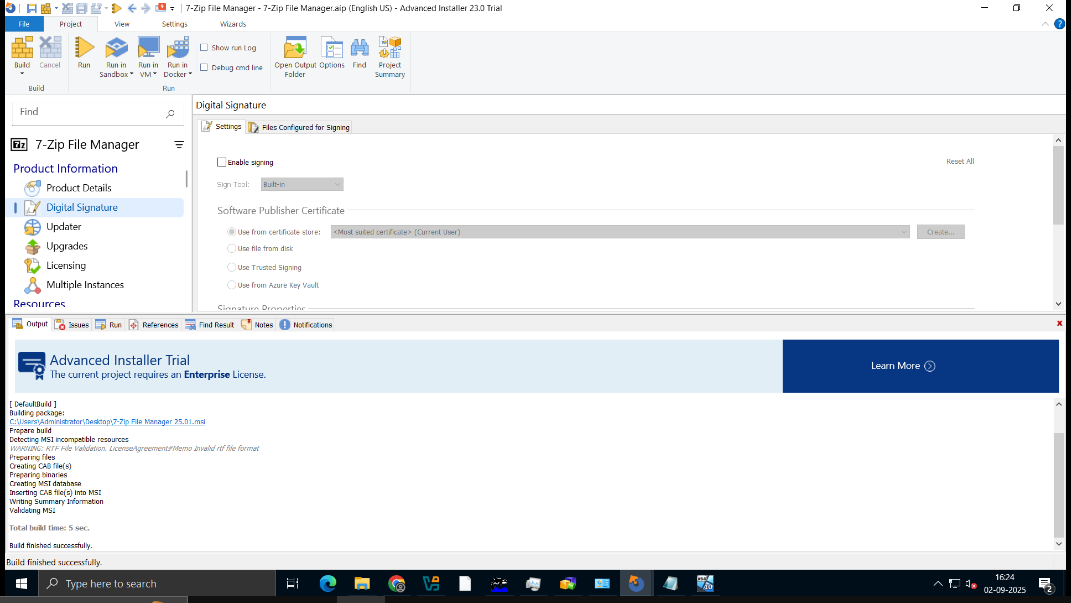 7-Zip File Manager - 7-Zip File Manager.aip (English US) - Advanced Installer 23.0 Trial
File Project View Settings Wizards
Build Cancel Run Run in Sandbox Run in VM Run in Docker Show run Log Debug cmd line Open Output Folder Options Find Project Summary
Build Run
Find
7-Zip File Manager
Product Information
Product Details
Digital Signature
Updater
Upgrades
Licensing
Multiple Instances
Resources
Digital Signature
Settings Files Configured for Signing
Enable signing Reset All
Sign Tool: Built-in
Software Publisher Certificate
Use from certificate store: <Most suited certificate> (Current User) Create...
Use file from disk
Use Trusted Signing
Use from Azure Key Vault
Signature Properties
Output Issues Run References Find Result Notes Notifications
Advanced Installer Trial
The current project requires an Enterprise License.
Learn More
[ DefaultBuild ]
Building package:
C:\Users\Administrator\Desktop\7-Zip File Manager 25.01.msi
Prepare build
Detecting MSI incompatible resources
WARNING: RTF File Validation. LicenseAgreement#Memo Invalid rtf file format
Preparing files
Creating CAB file(s)
Preparing binaries
Creating MSI database
Inserting CAB file(s) into MSI
Writing Summary Information
Validating MSI
Total build time: 5 sec.
Build finished successfully.
Build finished successfully.
Type here to search
16:24
02-09-2025
2